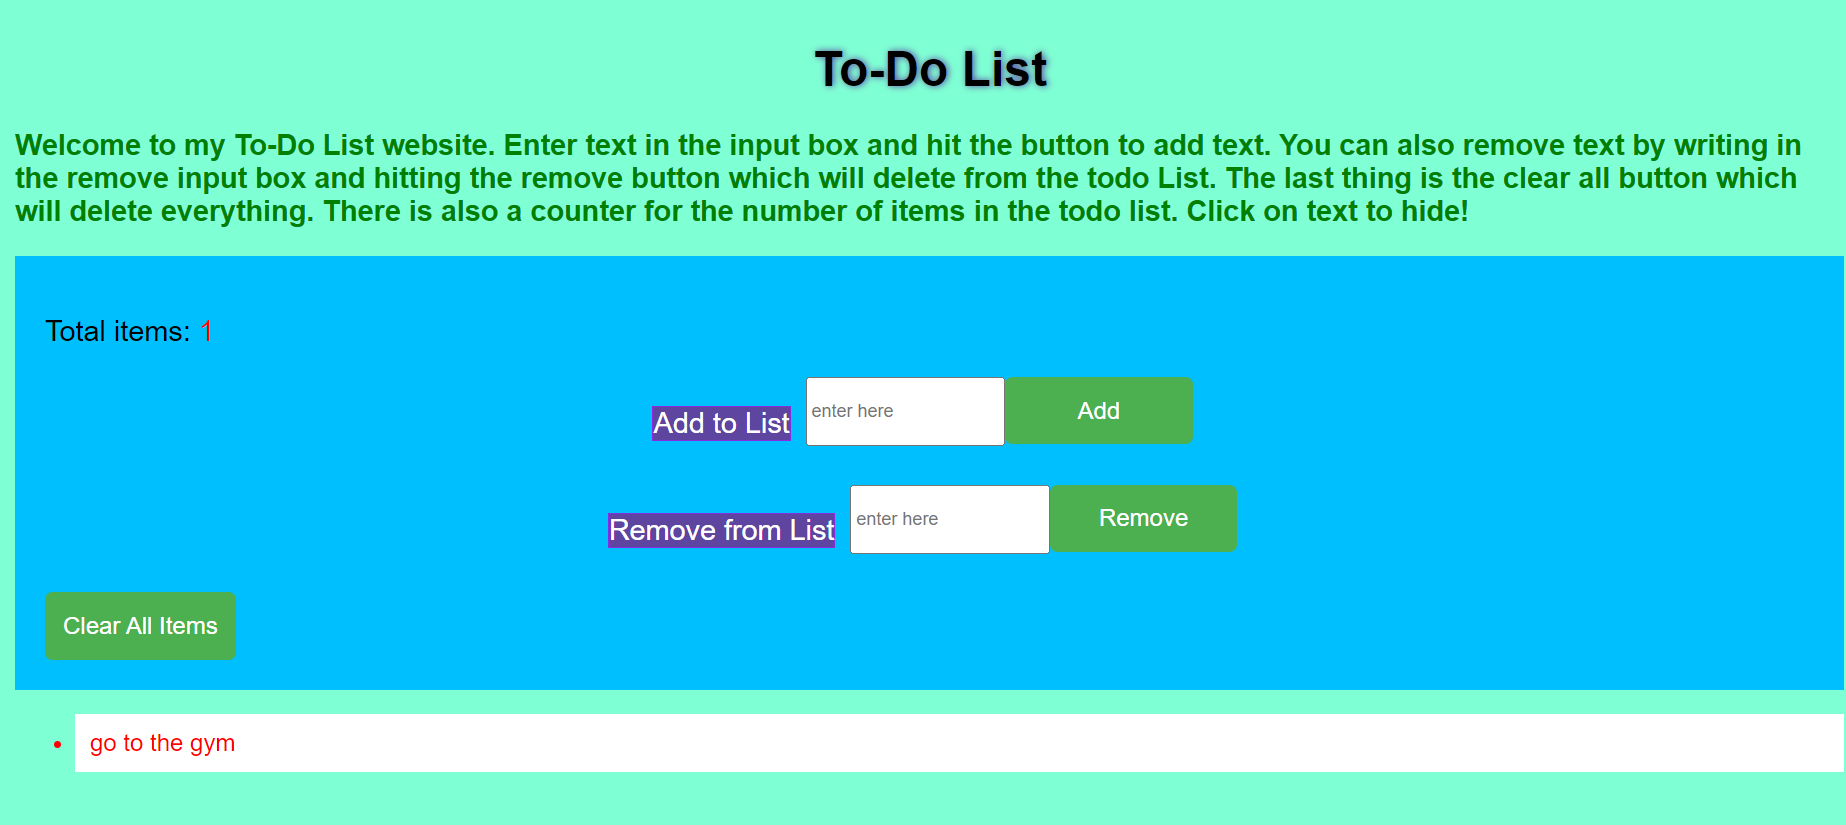 To-Do List
Welcome to my To-Do List website. Enter text in the input box and hit the button to add text. You can also remove text by writing in
the remove input box and hitting the remove button which will delete from the todo List. The last thing is the clear all button which
will delete everything. There is also a counter for the number of items in the todo list. Click on text to hide!
Total items: 1
Add to List enter here Add
Remove from List enter here Remove
Clear All Items
go to the gym